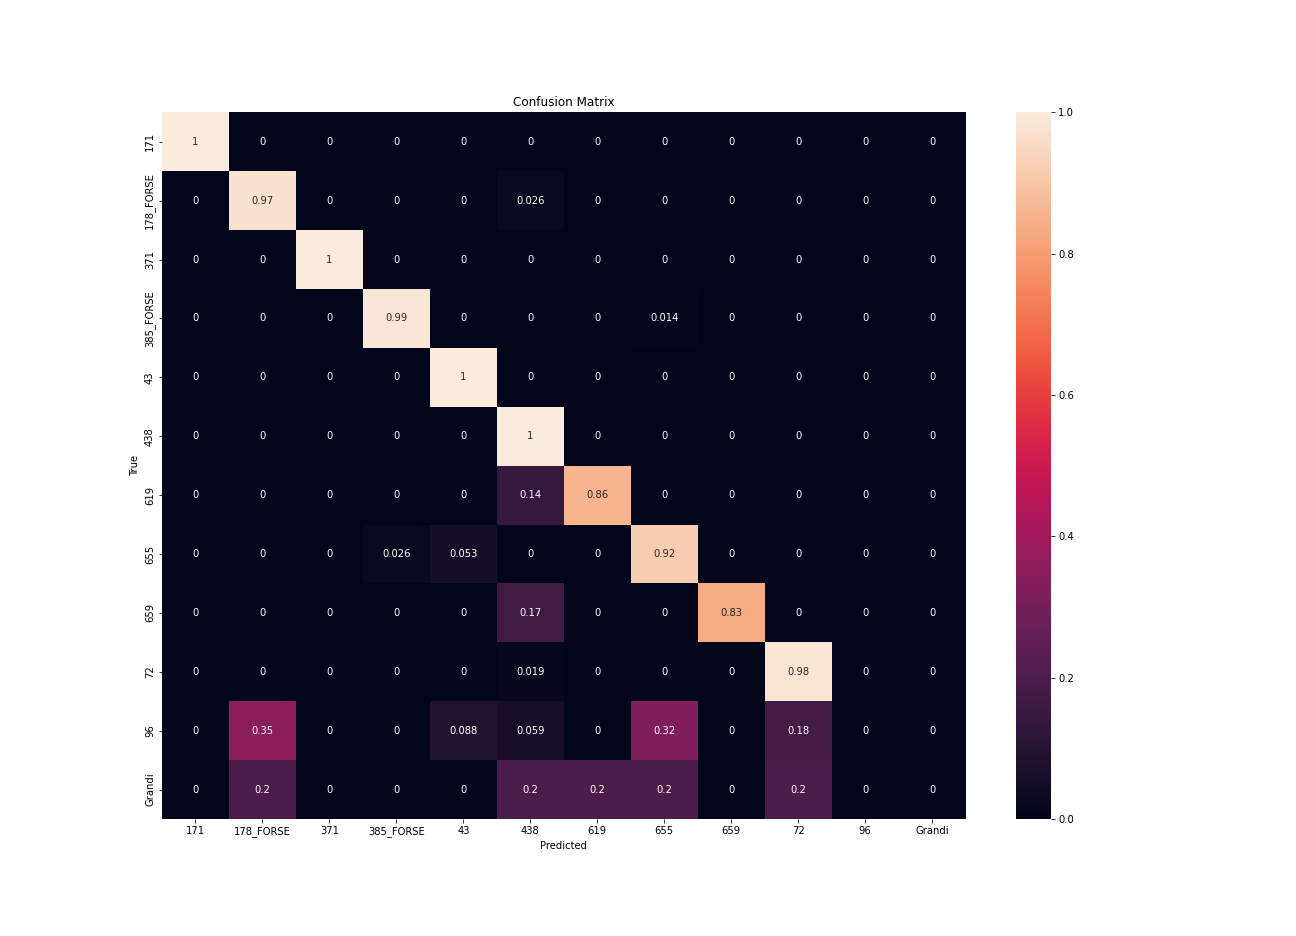 Confusion Matrix
171 1 0 0 0 0 0 0 0 0 0 0 0
178_FORSE 0 0.97 0 0 0 0.026 0 0 0 0 0 0
371 0 0 1 0 0 0 0 0 0 0 0 0
385_FORSE 0 0 0 0.99 0 0 0 0.014 0 0 0 0
43 0 0 0 0 1 0 0 0 0 0 0 0
438 0 0 0 0 0 1 0 0 0 0 0 0
619 0 0 0 0 0 0.14 0.86 0 0 0 0 0
655 0 0 0 0.026 0.053 0 0 0.92 0 0 0 0
659 0 0 0 0 0 0.17 0 0 0.83 0 0 0
72 0 0 0 0 0 0.019 0 0 0 0.98 0 0
96 0 0.35 0 0 0.088 0.059 0 0.32 0 0.18 0 0
Grandi 0 0.2 0 0 0 0.2 0.2 0.2 0 0.2 0 0
True
171 178_FORSE 371 385_FORSE 43 438 619 655 659 72 96 Grandi
Predicted
1.0
0.8
0.6
0.4
0.2
0.0